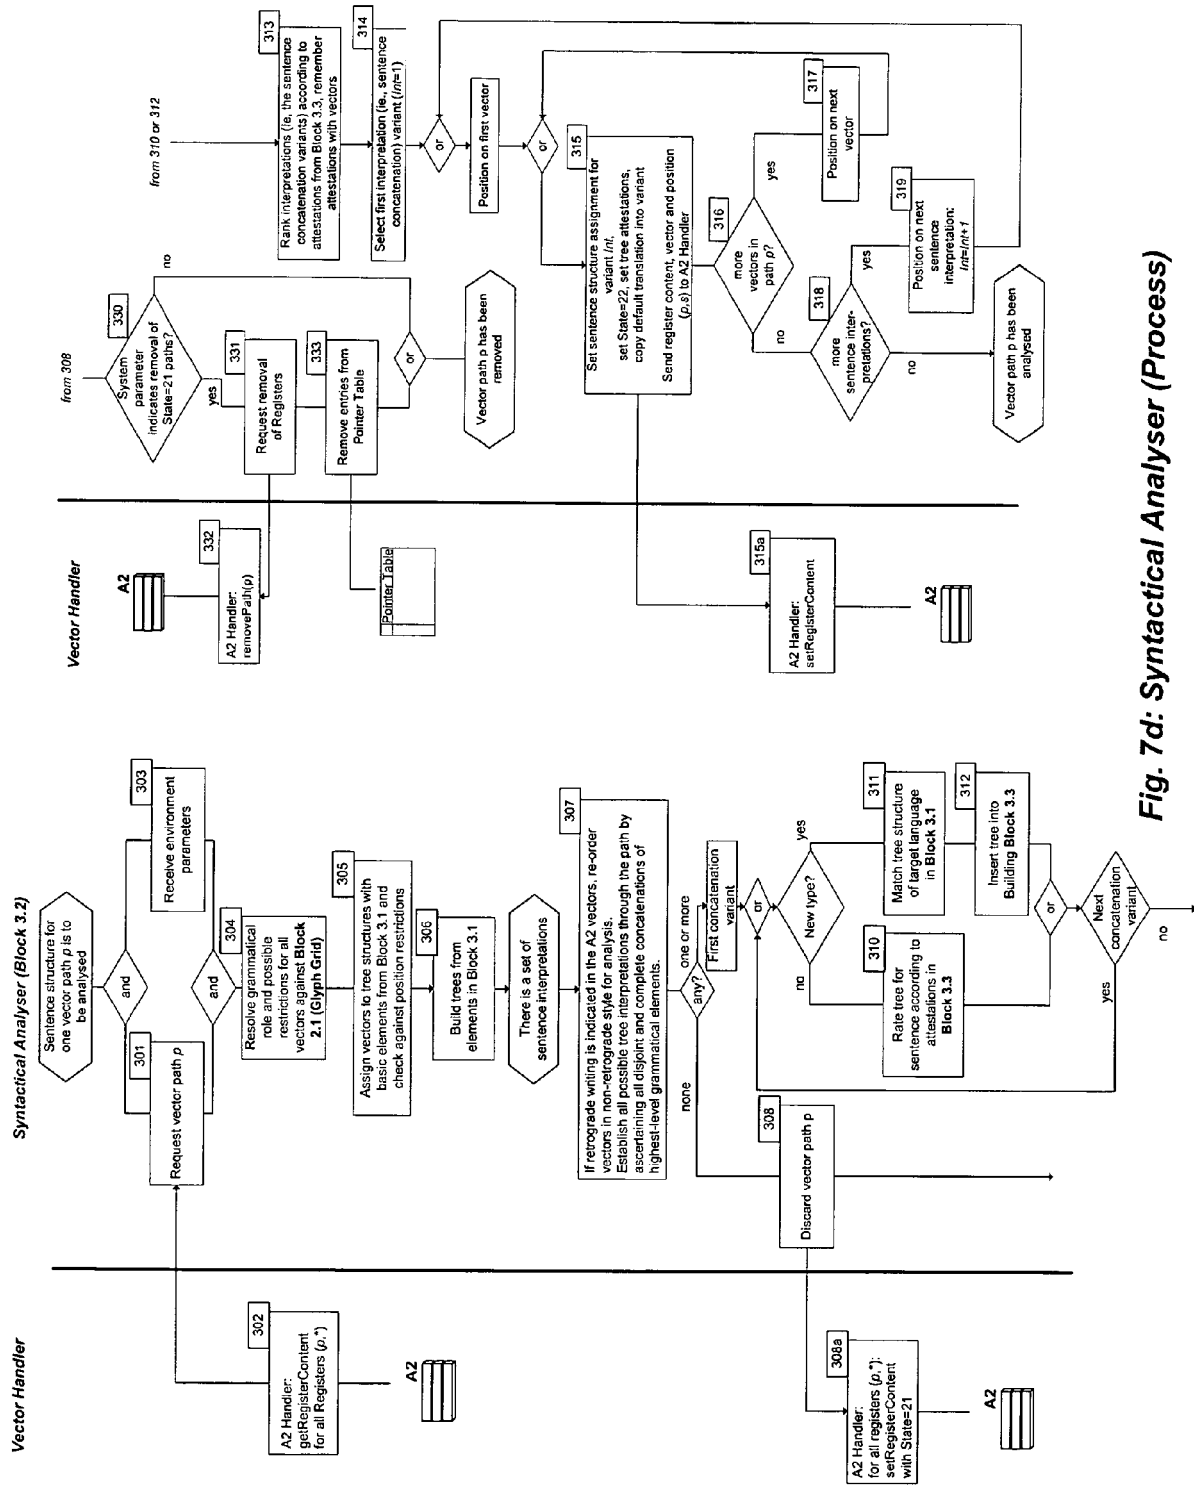 Vector Handler
Syntactical Analyser (Block 3.2)
Sentence structure for
one vector path p is to
be analysed
and
301
Request vector path p
303
Receive environment
parameters
302
A2 Handler:
getRegisterContent
for all Registers (p,*)
A2
and
304
Resolve grammatical
role and possible
restrictions for all
vectors against Block
2.1 (Glyph Grid)
305
Assign vectors to tree structures with
basic elements from Block 3.1 and
check against position restrictions
306
Build trees from
elements in Block 3.1
There is a set of
sentence interpretations
307
If retrograde writing is indicated in the A2 vectors, re-order
vectors in non-retrograde style for analysis.
Establish all possible tree interpretations through the path by
ascertaining all disjoint and complete concatenations of
highest-level grammatical elements.
any?
none
one or more
First concatenation
variant
308
Discard vector path p
308a
A2 Handler:
for all registers (p,*):
setRegisterContent
with State=21
A2
or
New type?
no
yes
310
Rate tree for
sentence according to
attestations in
Block 3.3
311
Match tree structure
of target language
in Block 3.1
312
Insert tree into
Building Block 3.3
or
Next
concatenation
variant?
yes
no
Vector Handler
from 308
330
System
parameter
indicates removal of
State=21 paths?
no
yes
331
Request removal
of Registers
332
A2 Handler:
removePath(p)
A2
333
Remove entries from
Pointer Table
Pointer Table
or
Vector path p has been
removed
from 310 or 312
313
Rank interpretations (ie, the sentence
concatenation variants) according to
attestations from Block 3.3, remember
attestations with vectors
314
Select first interpretation (ie., sentence
concatenation) variant (Int=1)
or
Position on first vector
or
315
Set sentence structure assignment for
variant Int,
set State=22, set tree attestations,
copy default translation into variant
Send register content, vector and position
(p,s) to A2 Handler
315a
A2 Handler:
setRegisterContent
A2
316
more
vectors in
path p?
yes
no
317
Position on next
vector
318
more
sentence inter-
pretations?
yes
no
319
Position on next
sentence
interpretation:
Int=Int+1
Vector path p has been
analysed
Fig. 7d: Syntactical Analyser (Process)